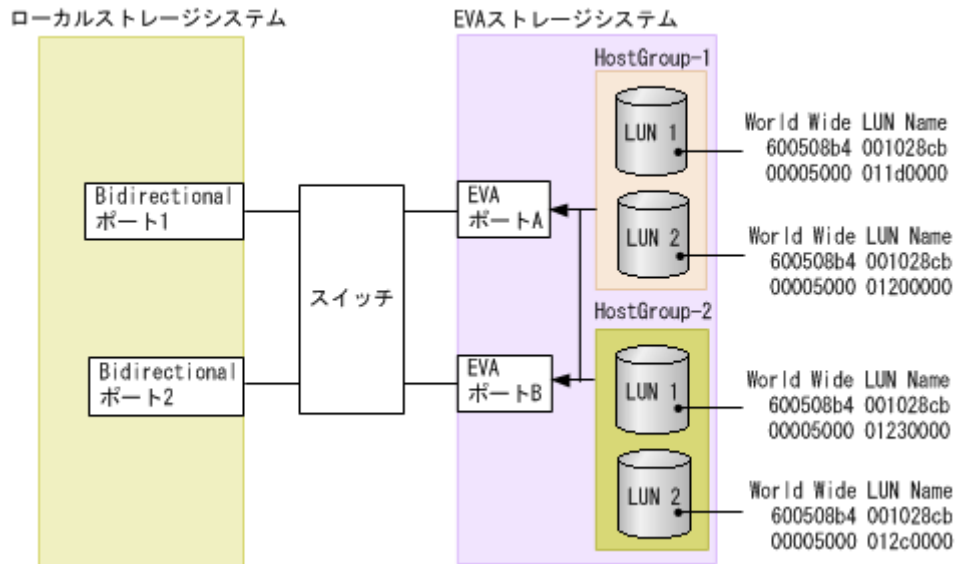 ローカルストレージシステム
EVAストレージシステム
HostGroup-1
LUN 1
World Wide LUN Name
600508b4 001028cb
00005000 011d0000
Bidirectional
ポート1
EVA
ポートA
LUN 2
World Wide LUN Name
600508b4 001028cb
00005000 01200000
スイッチ
HostGroup-2
Bidirectional
ポート2
EVA
ポートB
LUN 1
World Wide LUN Name
600508b4 001028cb
00005000 01230000
LUN 2
World Wide LUN Name
600508b4 001028cb
00005000 012c0000